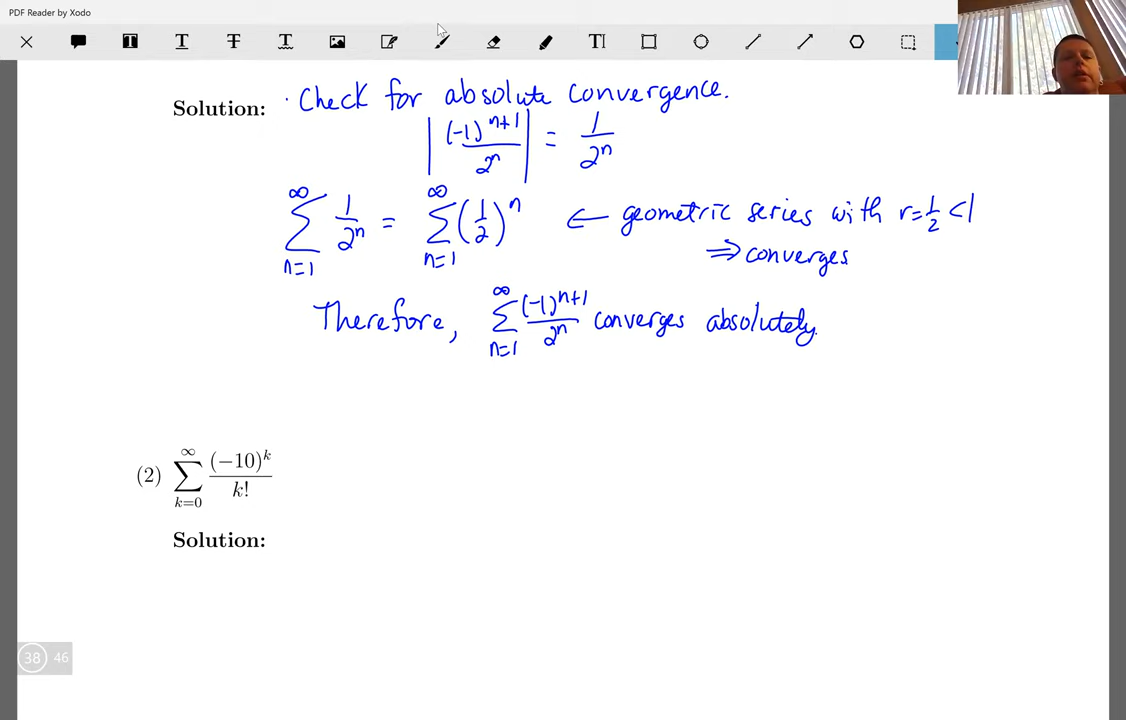 PDF Reader by Xodo
T T T T TI
Solution: · Check for absolute convergence.
|(-1)^{n+1}/2^n| = 1/2^n
∞∑n=1 1/2^n = ∞∑n=1 (1/2)^n ← geometric series with r=1/2 <1
⇒ converges
Therefore, ∞∑n=1 (-1)^{n+1}/2^n converges absolutely.
(2) ∞∑k=0 (−10)^k/k!
Solution:
38 46